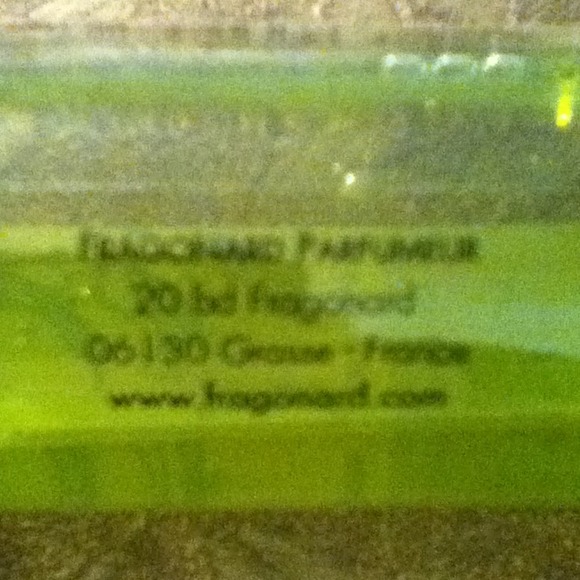 FRAGONARD PARFUMEUR
20 bd Fragonard
06130 Grasse - France
www.fragonard.com